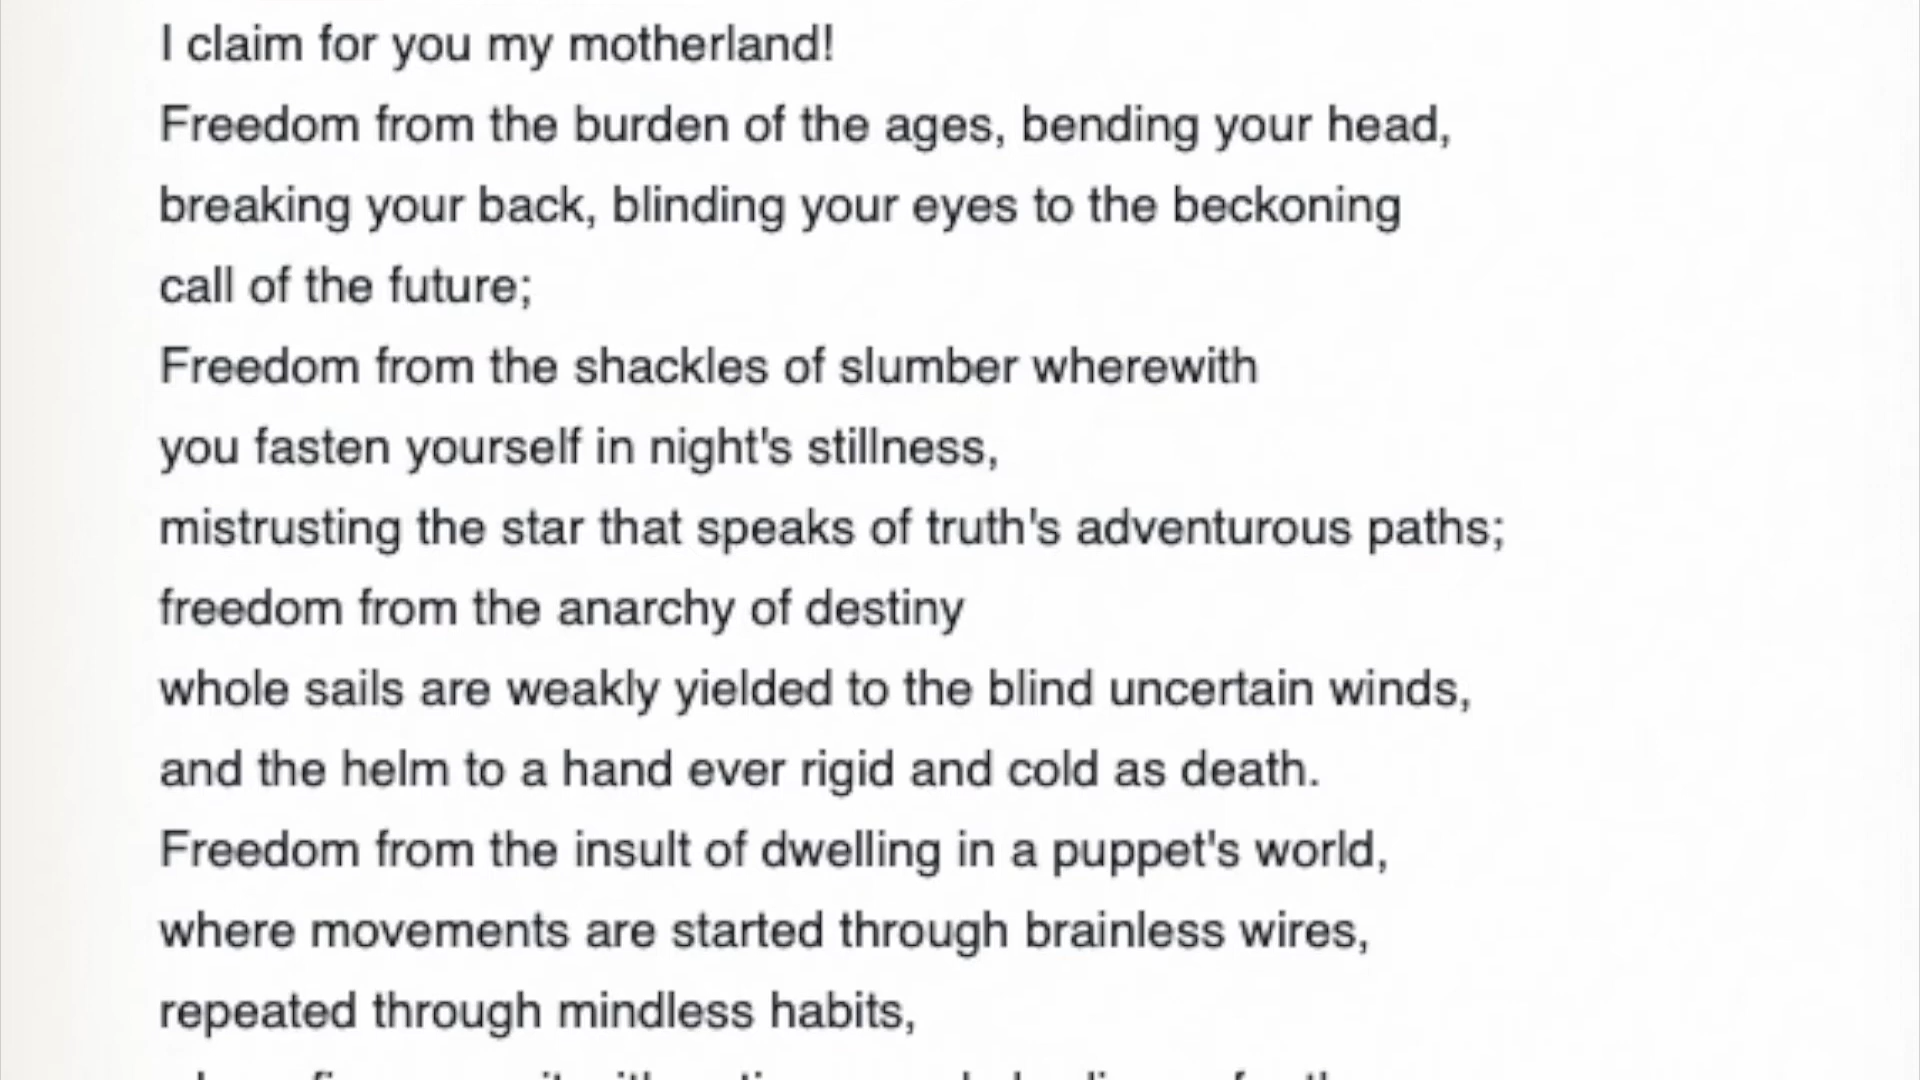 I claim for you my motherland!
Freedom from the burden of the ages, bending your head,
breaking your back, blinding your eyes to the beckoning
call of the future;
Freedom from the shackles of slumber wherewith
you fasten yourself in night's stillness,
mistrusting the star that speaks of truth's adventurous paths;
freedom from the anarchy of destiny
whole sails are weakly yielded to the blind uncertain winds,
and the helm to a hand ever rigid and cold as death.
Freedom from the insult of dwelling in a puppet's world,
where movements are started through brainless wires,
repeated through mindless habits,